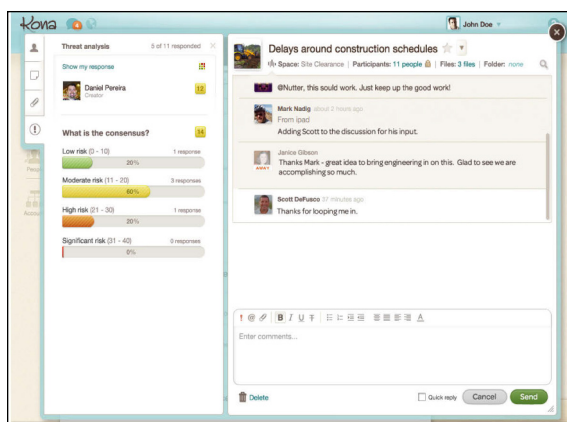 Kona
John Doe
Threat analysis
5 of 11 responded
Show my response
Daniel Pereira
Creator
12
What is the consensus?
14
Low risk (0 - 10)
1 response
20%
Moderate risk (11 - 20)
3 responses
60%
High risk (21 - 30)
1 response
20%
Significant risk (31 - 40)
0 responses
0%
Delays around construction schedules
Space: Site Clearance | Participants: 11 people | Files: 3 files | Folder: none
@Nutter, this sould work. Just keep up the good work!
Mark Nadig about 2 hours ago
From ipad
Adding Scott to the discussion for his input.
Janice Gibson
Thanks Mark - great idea to bring engineering in on this. Glad to see we are
accomplishing so much.
Scott DeFusco 37 minutes ago
Thanks for looping me in.
! @ B I U T A
Enter comments...
Delete
Quick reply
Cancel
Send